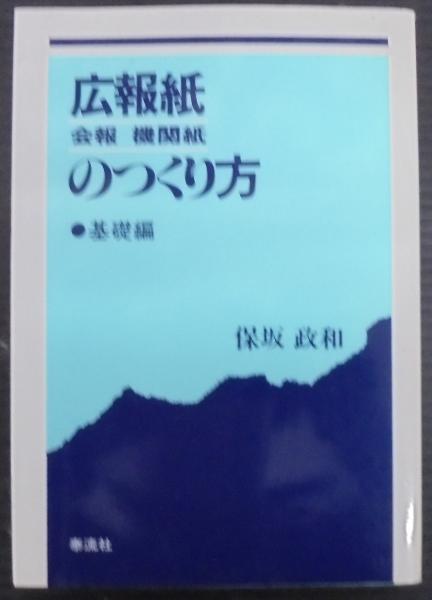 広報紙
会報 機関紙
のつくり方
●基礎編
保坂 政和
泰流社